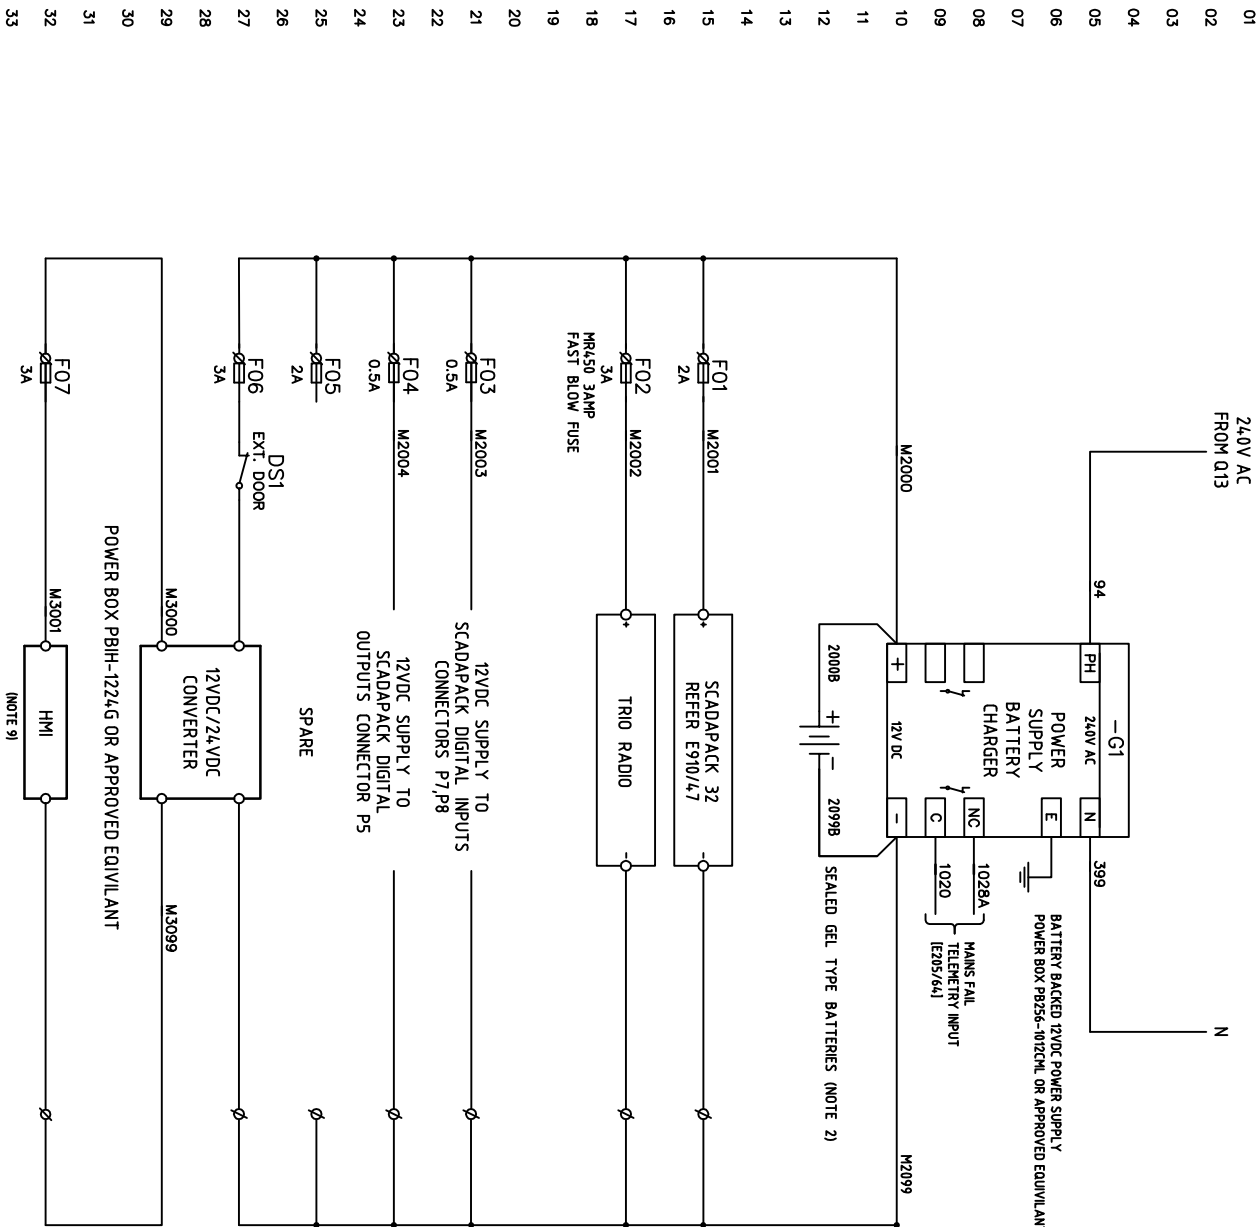 01
02
03
04
05
06
07
08
09
10
11
12
13
14
15
16
17
18
19
20
21
22
23
24
25
26
27
28
29
30
31
32
33
240V AC
FROM Q13
N
94
399
-G1
PH
240V AC
N
POWER
SUPPLY
BATTERY
CHARGER
E
NC
C
+
12V DC
-
1028A
1020
MAINS FAIL
TELEMETRY INPUT
[E205/64]
BATTERY BACKED 12VDC POWER SUPPLY
POWER BOX PB256-1012CML OR APPROVED EQUIVILAN
M2000
M2099
2000B
+
-
2099B
SEALED GEL TYPE BATTERIES (NOTE 2)
F01
2A
M2001
+
SCADAPACK 32
REFER E910/47
-
F02
3A
MR450 3AMP
FAST BLOW FUSE
M2002
+
TRIO RADIO
-
F03
0.5A
M2003
12VDC SUPPLY TO
SCADAPACK DIGITAL INPUTS
CONNECTORS P7,P8
F04
0.5A
M2004
12VDC SUPPLY TO
SCADAPACK DIGITAL
OUTPUTS CONNECTOR P5
F05
2A
SPARE
F06
3A
DS1
EXT. DOOR
12VDC/24VDC
CONVERTER
M3000
M3099
POWER BOX PBIH-1224G OR APPROVED EQIVILANT
F07
3A
M3001
HMI
(NOTE 9)